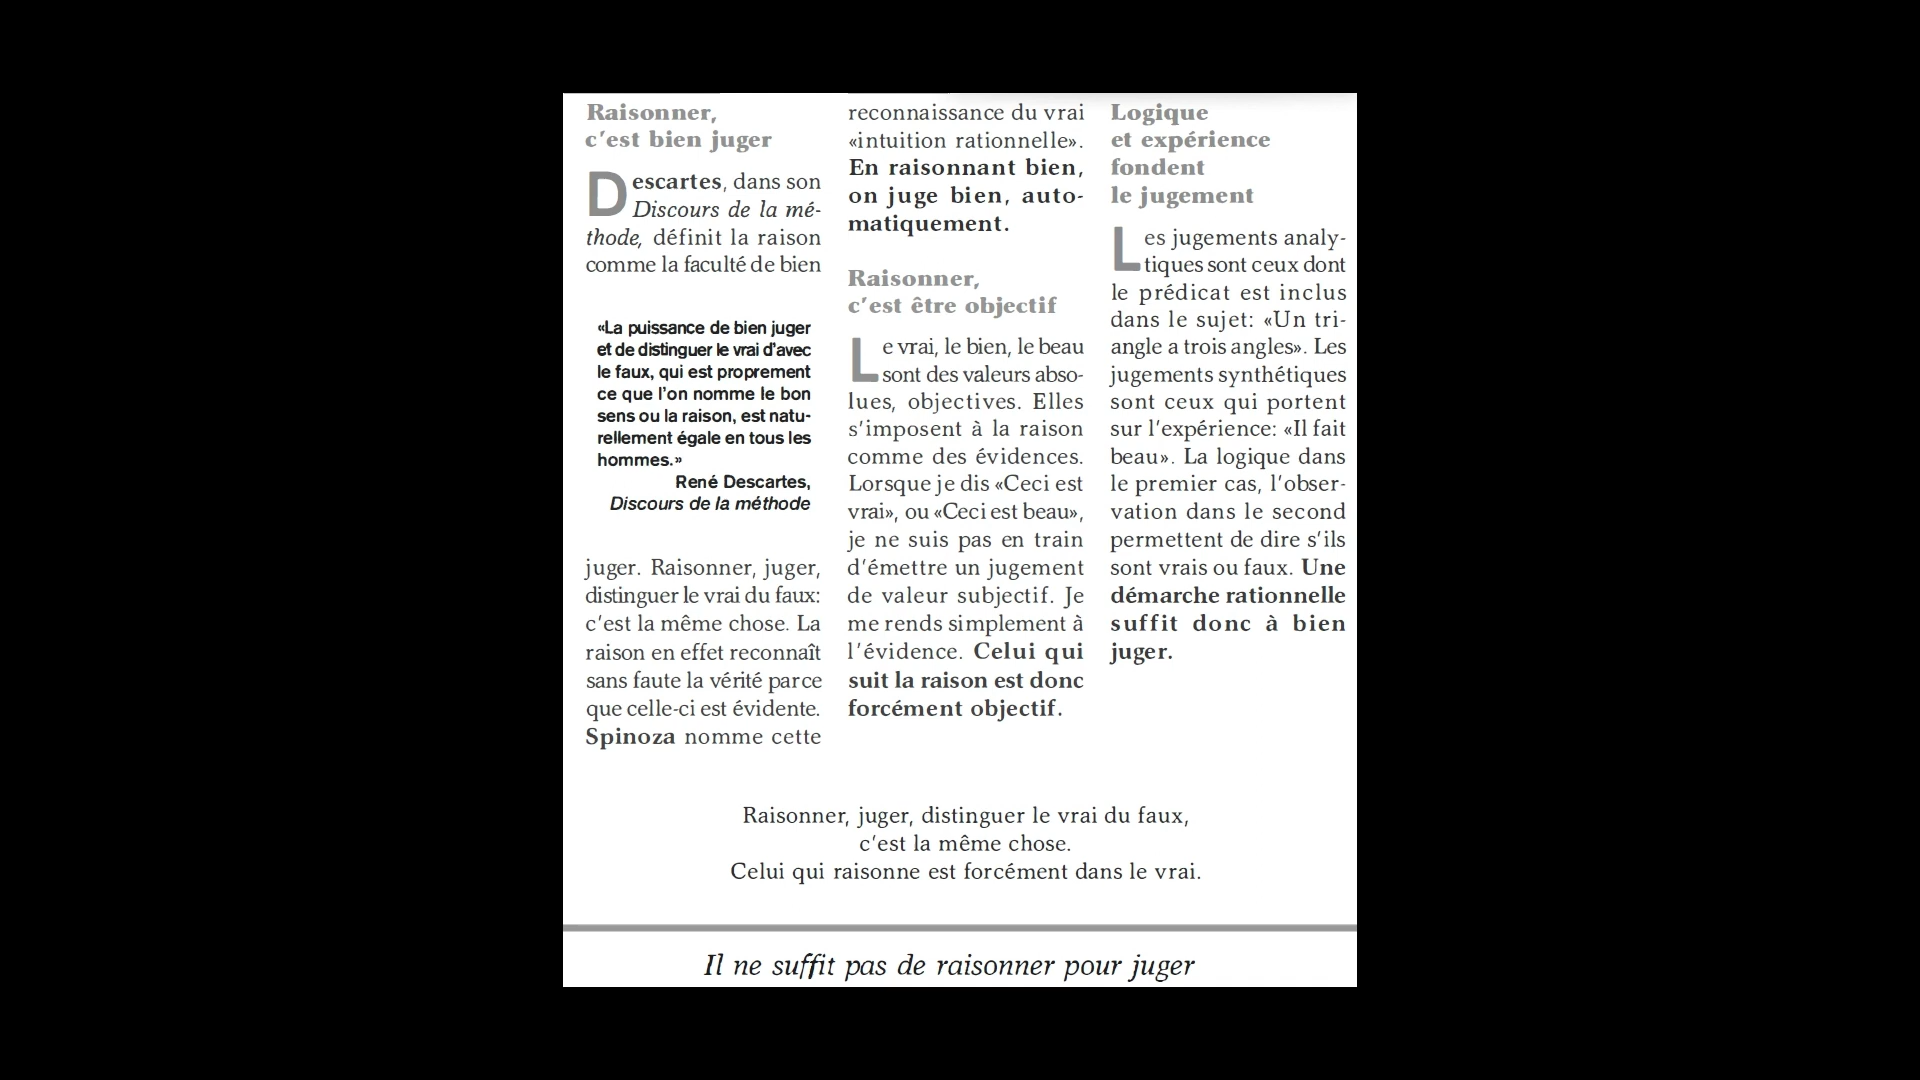 Raisonner,
c’est bien juger
Descartes, dans son
Discours de la mé-
thode, définit la raison
comme la faculté de bien
«La puissance de bien juger
et de distinguer le vrai d’avec
le faux, qui est proprement
ce que l’on nomme le bon
sens ou la raison, est natu-
rellement égale en tous les
hommes.»
René Descartes,
Discours de la méthode
juger. Raisonner, juger,
distinguer le vrai du faux:
c’est la même chose. La
raison en effet reconnaît
sans faute la vérité parce
que celle-ci est évidente.
Spinoza nomme cette
reconnaissance du vrai
«intuition rationnelle».
En raisonnant bien,
on juge bien, auto-
matiquement.
Raisonner,
c’est être objectif
Le vrai, le bien, le beau
sont des valeurs abso-
lues, objectives. Elles
s’imposent à la raison
comme des évidences.
Lorsque je dis «Ceci est
vrai», ou «Ceci est beau»,
je ne suis pas en train
d’émettre un jugement
de valeur subjectif. Je
me rends simplement à
l’évidence. Celui qui
suit la raison est donc
forcément objectif.
Logique
et expérience
fondent
le jugement
Les jugements analy-
tiques sont ceux dont
le prédicat est inclus
dans le sujet: «Un tri-
angle a trois angles». Les
jugements synthétiques
sont ceux qui portent
sur l’expérience: «Il fait
beau». La logique dans
le premier cas, l’obser-
vation dans le second
permettent de dire s’ils
sont vrais ou faux. Une
démarche rationnelle
suffit donc à bien
juger.
Raisonner, juger, distinguer le vrai du faux,
c’est la même chose.
Celui qui raisonne est forcément dans le vrai.
Il ne suffit pas de raisonner pour juger